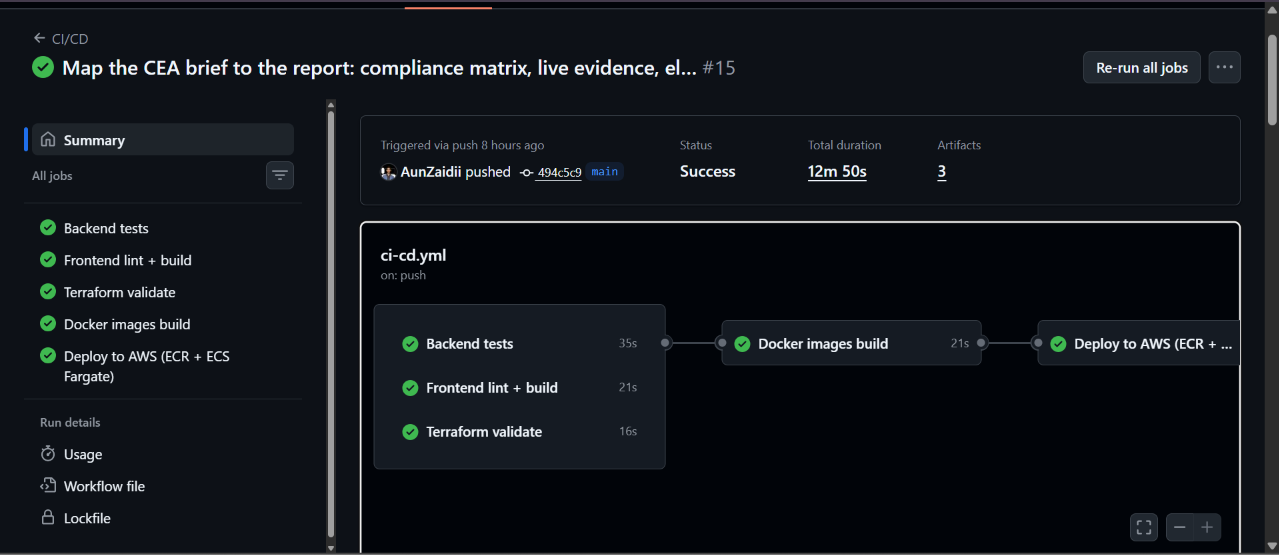 ← CI/CD
Map the CEA brief to the report: compliance matrix, live evidence, el... #15
Re-run all jobs
...
Summary
All jobs
Backend tests
Frontend lint + build
Terraform validate
Docker images build
Deploy to AWS (ECR + ECS
Fargate)
Run details
Usage
Workflow file
Lockfile
Triggered via push 8 hours ago
AunZaidii pushed 494c5c9 main
Status
Success
Total duration
12m 50s
Artifacts
3
ci-cd.yml
on: push
Backend tests 35s
Frontend lint + build 21s
Terraform validate 16s
Docker images build 21s
Deploy to AWS (ECR + ...